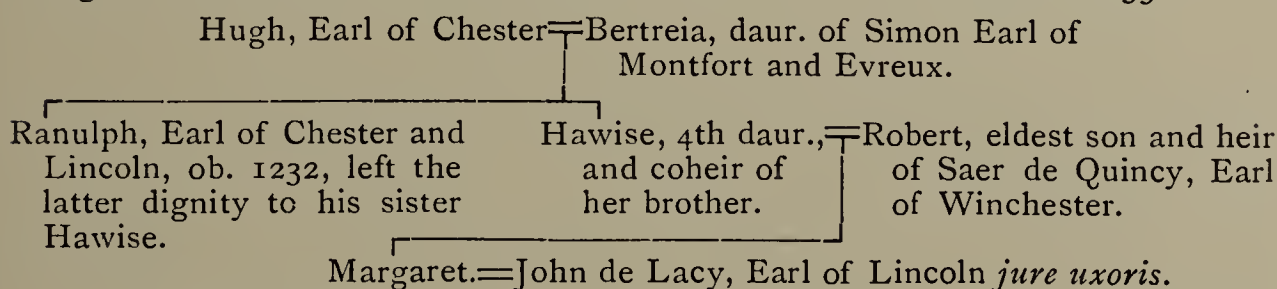 Hugh, Earl of Chester=Bertreia, daur. of Simon Earl of
Montfort and Evreux.
Ranulph, Earl of Chester and
Lincoln, ob. 1232, left the
latter dignity to his sister
Hawise.
Hawise, 4th daur.,=
and coheir of
her brother.
Robert, eldest son and heir
of Saer de Quincy, Earl
of Winchester.
Margaret.=John de Lacy, Earl of Lincoln jure uxoris.